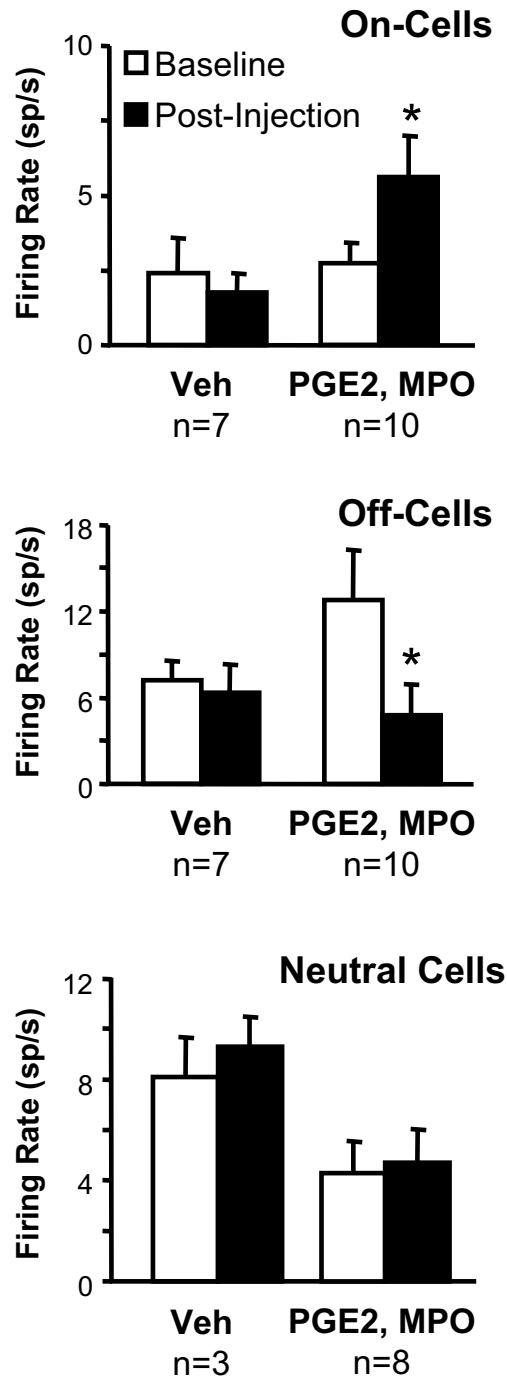 On-Cells
Firing Rate (sp/s)
10
5
0
Baseline
Post-Injection
*
Veh PGE2, MPO
n=7 n=10
Off-Cells
Firing Rate (sp/s)
18
12
6
0
*
Veh PGE2, MPO
n=7 n=10
Neutral Cells
Firing Rate (sp/s)
12
8
4
0
Veh PGE2, MPO
n=3 n=8